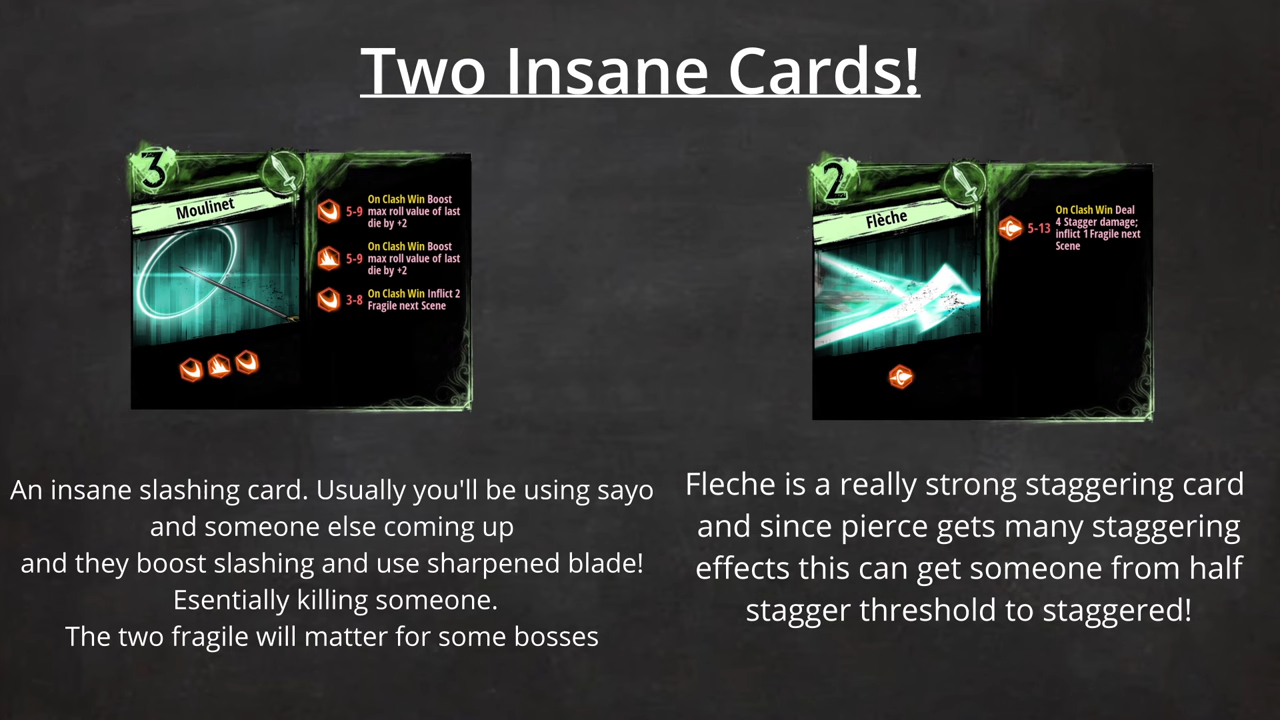 Two Insane Cards!
3
Moulinet
5-9
On Clash Win Boost
max roll value of last
die by +2
5-9
On Clash Win Boost
max roll value of last
die by +2
3-8
On Clash Win Inflict 2
Fragile next Scene
2
Flèche
5-13
On Clash Win Deal
4 Stagger damage;
inflict 1 Fragile next
Scene
An insane slashing card. Usually you'll be using sayo
and someone else coming up
and they boost slashing and use sharpened blade!
Esentially killing someone.
The two fragile will matter for some bosses
Fleche is a really strong staggering card
and since pierce gets many staggering
effects this can get someone from half
stagger threshold to staggered!